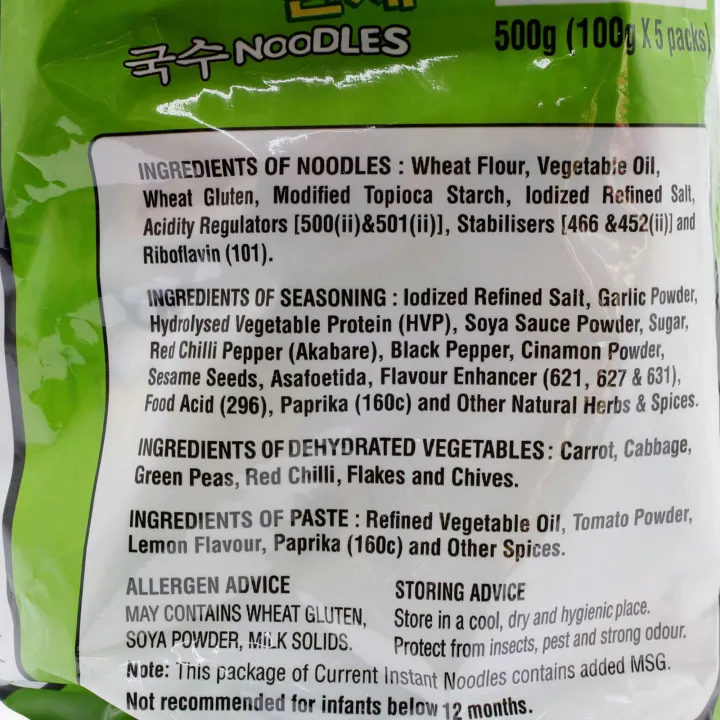 국수 NOODLES
500g (100g X 5 packs)
INGREDIENTS OF NOODLES : Wheat Flour, Vegetable Oil,
Wheat Gluten, Modified Topioca Starch, Iodized Refined Salt,
Acidity Regulators [500(ii)&501(ii)], Stabilisers [466 &452(ii)] and
Riboflavin (101).
INGREDIENTS OF SEASONING : Iodized Refined Salt, Garlic Powder,
Hydrolysed Vegetable Protein (HVP), Soya Sauce Powder, Sugar,
Red Chilli Pepper (Akabare), Black Pepper, Cinamon Powder,
Sesame Seeds, Asafoetida, Flavour Enhancer (621, 627 & 631),
Food Acid (296), Paprika (160c) and Other Natural Herbs & Spices.
INGREDIENTS OF DEHYDRATED VEGETABLES : Carrot, Cabbage,
Green Peas, Red Chilli, Flakes and Chives.
INGREDIENTS OF PASTE : Refined Vegetable Oil, Tomato Powder,
Lemon Flavour, Paprika (160c) and Other Spices.
ALLERGEN ADVICE
MAY CONTAINS WHEAT GLUTEN,
SOYA POWDER, MILK SOLIDS.
STORING ADVICE
Store in a cool, dry and hygienic place.
Protect from insects, pest and strong odour.
Note: This package of Current Instant Noodles contains added MSG.
Not recommended for infants below 12 months.